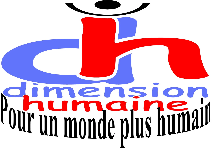 dh
dimension
humaine
Pour un monde plus humain